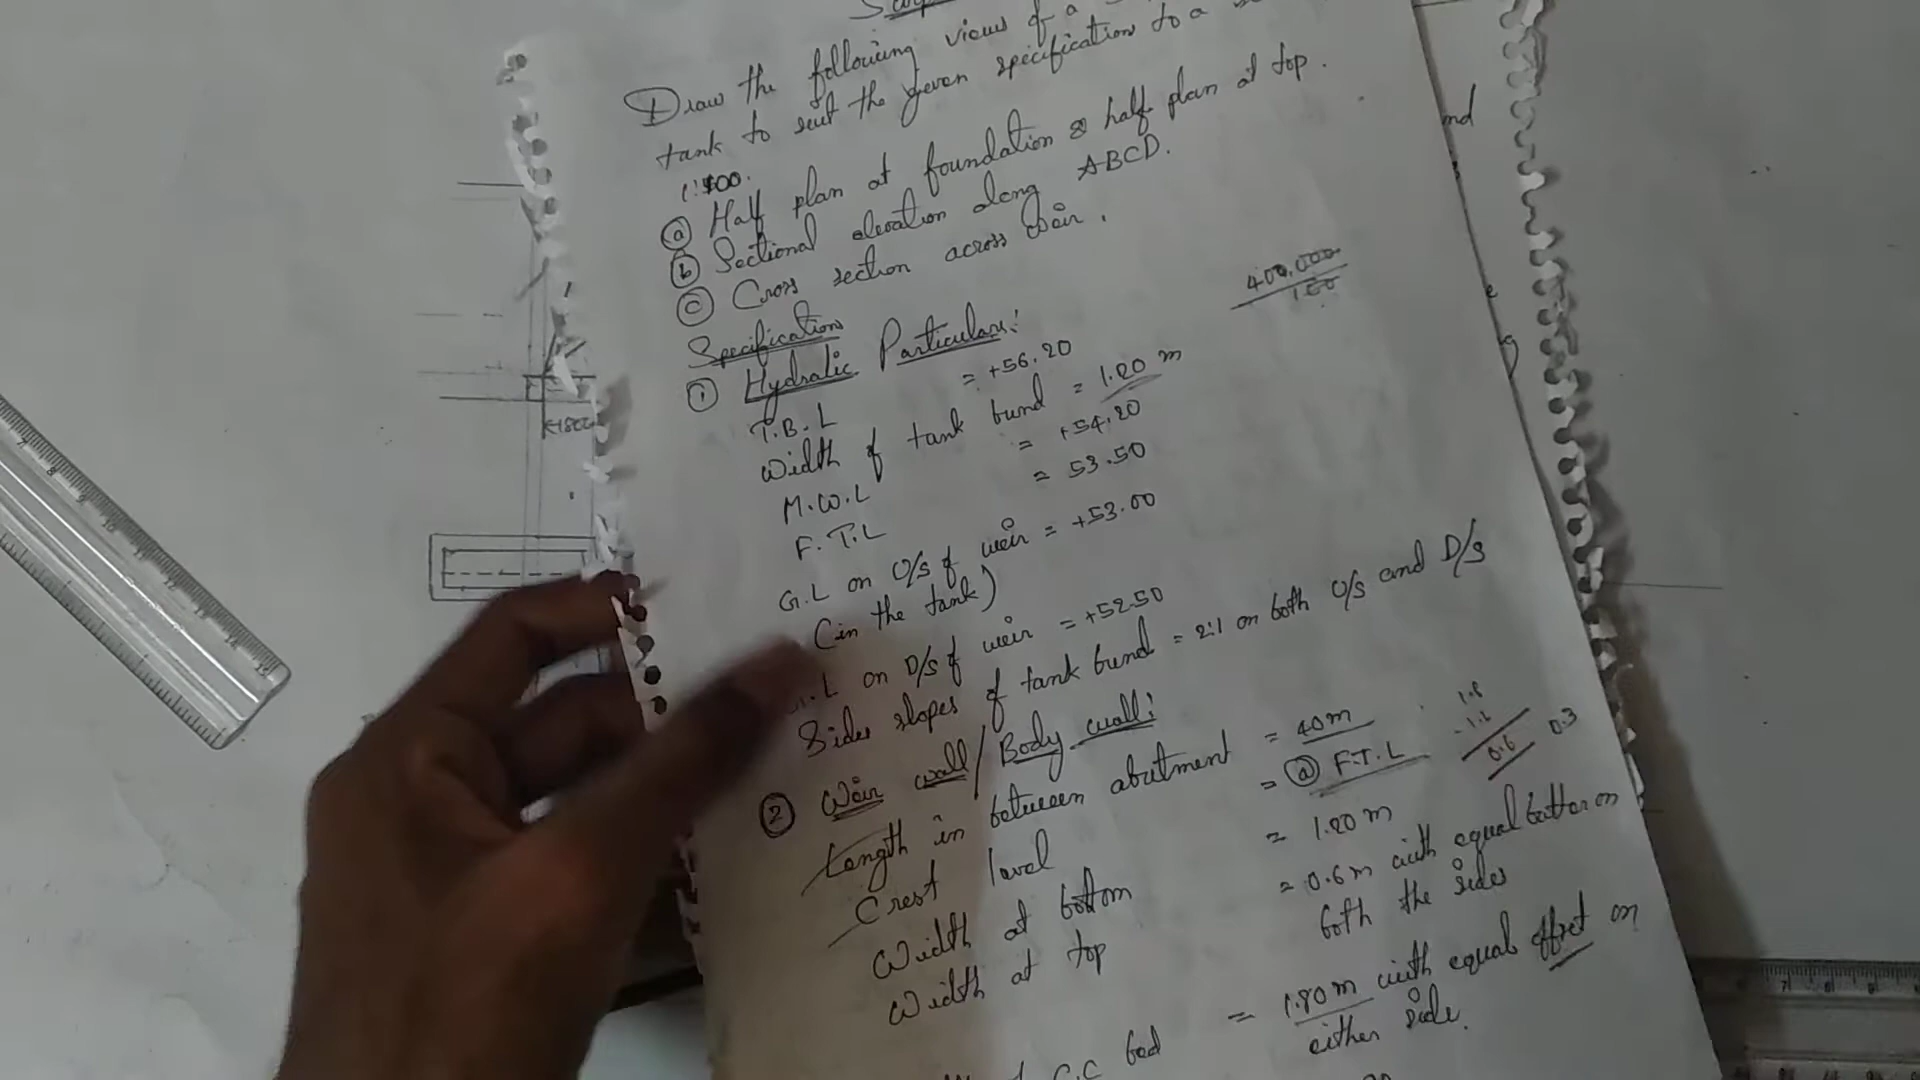 Draw the following views of a
tank to suit the given specification to a
1:100.
ⓐ Half plan at foundation & half plan at top.
ⓑ Sectional elevation along ABCD.
ⓒ Cross section across weir.
Specification
① Hydralic Particulars:
T.B.L = +56.20
Width of tank bund = 1.20 m
M.W.L = +54.20
F.T.L = 53.50
G.L on U/s of weir = +53.00
(in the tank)
L on D/s of weir = +52.50
Sides slopes of tank bund = 2:1 on both U/s and D/s
② Weir wall/Body wall:
Length in between abutment = 40m
Crest level = @ F.T.L
Width at bottom = 1.20 m
Width at top = 0.6m with equal batter on
both the sides
C.C bed = 1.80m with equal offset on
either side.
400.000
100
1.8
-1.2
0.6
0.3
nd